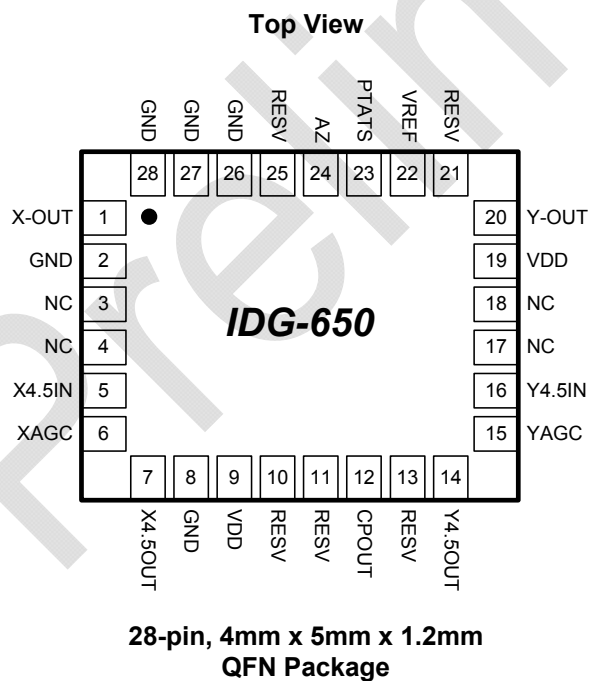 Top View
GND GND GND RESV AZ PTATS VREF RESV
28 27 26 25 24 23 22 21
X-OUT 1 20 Y-OUT
GND 2 19 VDD
NC 3 18 NC
IDG-650
NC 4 17 NC
X4.5IN 5 16 Y4.5IN
XAGC 6 15 YAGC
7 8 9 10 11 12 13 14
X4.5OUT GND VDD RESV RESV CPOUT RESV Y4.5OUT
28-pin, 4mm x 5mm x 1.2mm
QFN Package
Prelim